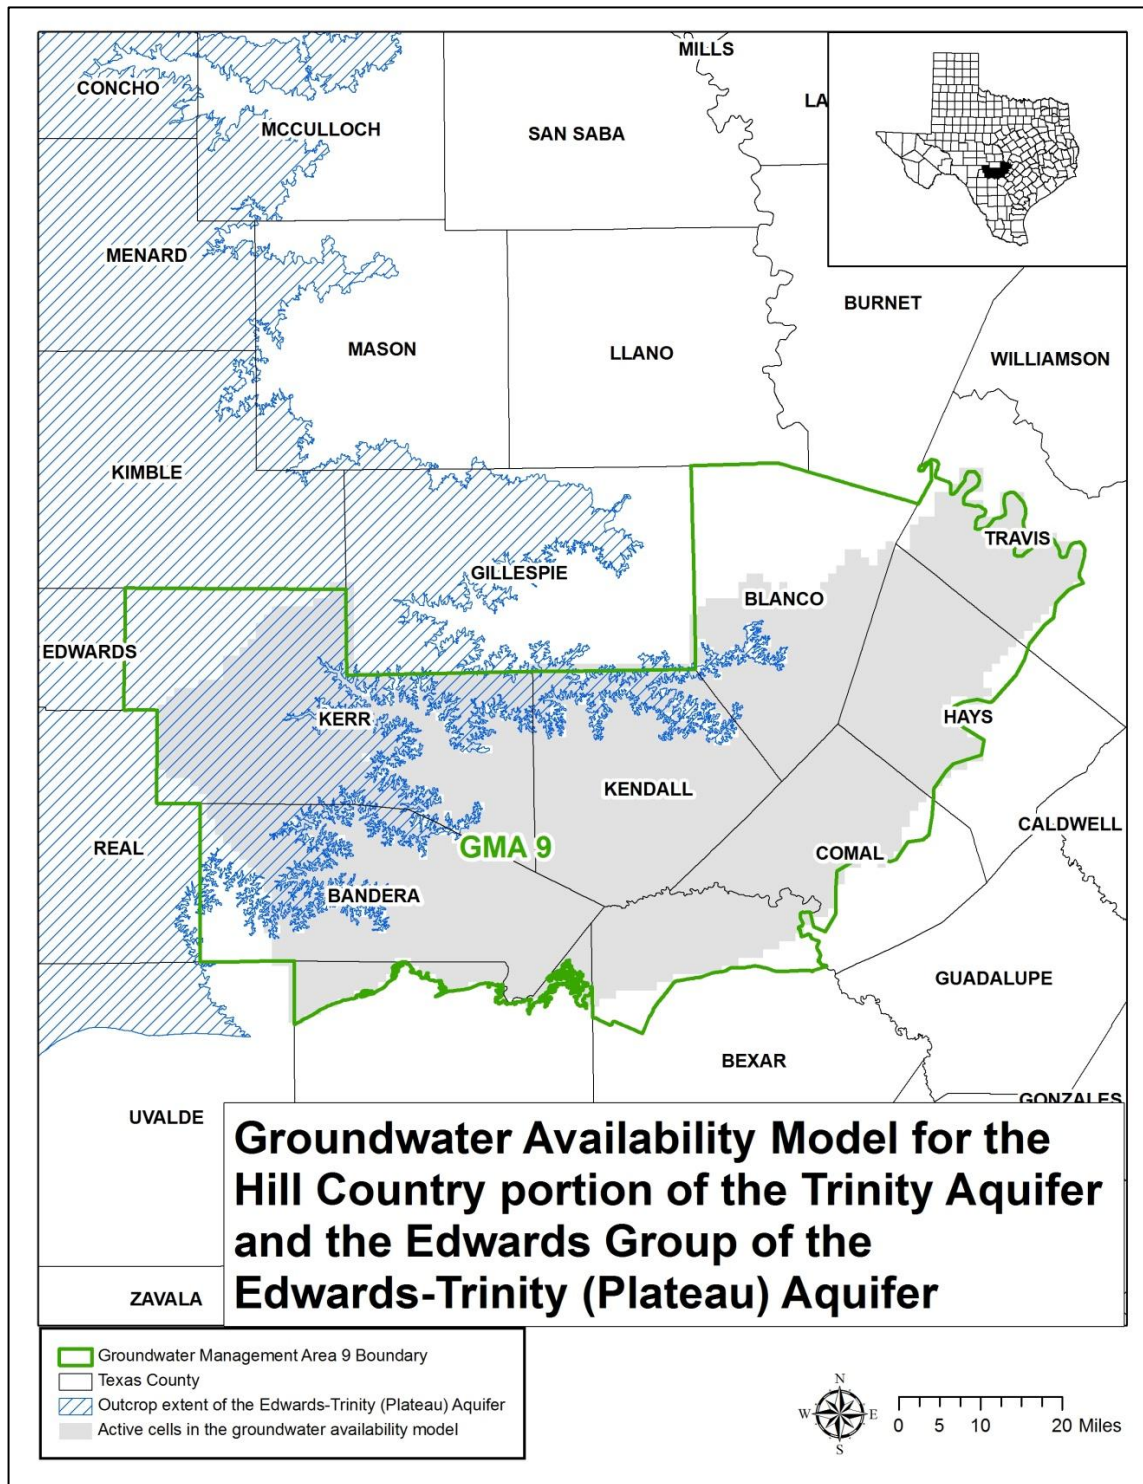 MILLS
CONCHO
LA
MCCULLOCH
SAN SABA
MENARD
BURNET
MASON
LLANO
WILLIAMSON
KIMBLE
TRAVIS
GILLESPIE
BLANCO
EDWARDS
KERR
HAYS
KENDALL
CALDWELL
REAL
GMA 9
COMAL
BANDERA
GUADALUPE
BEXAR
GONZALES
UVALDE
Groundwater Availability Model for the
Hill Country portion of the Trinity Aquifer
and the Edwards Group of the
Edwards-Trinity (Plateau) Aquifer
ZAVALA
Groundwater Management Area 9 Boundary
Texas County
Outcrop extent of the Edwards-Trinity (Plateau) Aquifer
Active cells in the groundwater availability model
N
W E
S
0 5 10 20 Miles